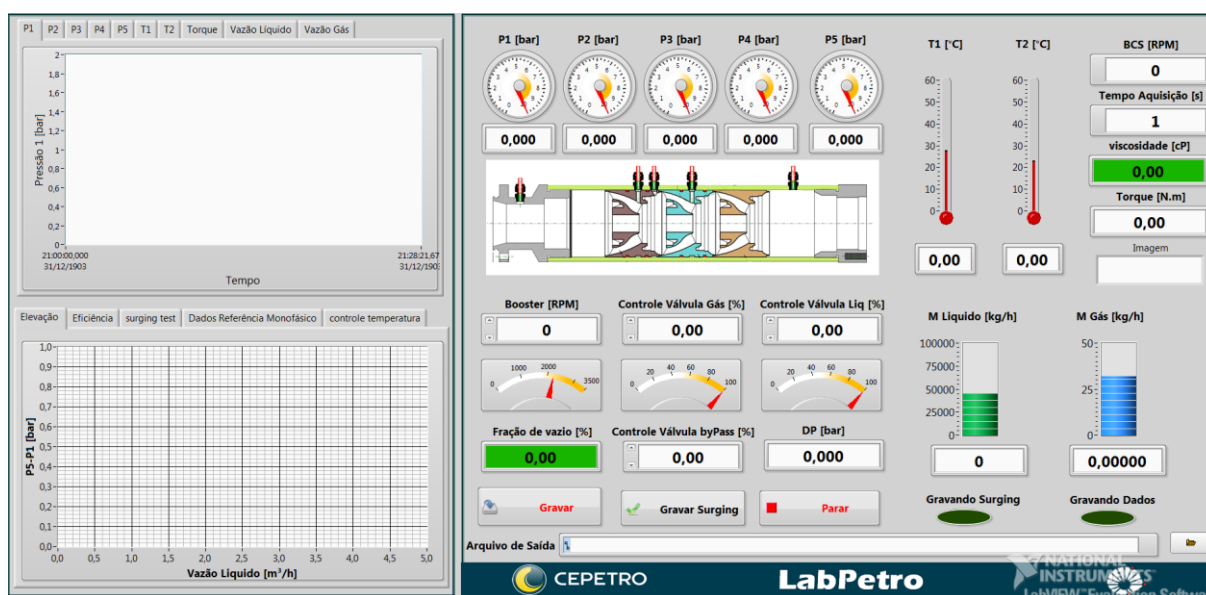 P1 P2 P3 P4 P5 T1 T2 Torque Vazão Líquido Vazão Gás
Pressão 1 [bar]
2-
1,8-
1,6-
1,4-
1,2-
1-
0,8-
0,6-
0,4-
0,2-
0-
21:00:00,000
31/12/1903
21:28:21,67
31/12/1903
Tempo
Elevação Eficiência surging test Dados Referência Monofásico controle temperatura
P5-P1 [bar]
1,0-
0,9-
0,8-
0,7-
0,6-
0,5-
0,4-
0,3-
0,2-
0,1-
0,0-
0,0 0,5 1,0 1,5 2,0 2,5 3,0 3,5 4,0 4,5 5,0
Vazão Liquido [m³/h]
P1 [bar] P2 [bar] P3 [bar] P4 [bar] P5 [bar]
0,000 0,000 0,000 0,000 0,000
T1 [°C] T2 [°C]
60- 60-
50- 50-
40- 40-
30- 30-
20- 20-
10- 10-
0- 0-
0,00 0,00
BCS [RPM]
0
Tempo Aquisição [s]
1
viscosidade [cP]
0,00
Torque [N.m]
0,00
Imagem
Booster [RPM] Controle Válvula Gás [%] Controle Válvula Liq [%]
0 0,00 0,00
0 1000 2000 3500
0 20 40 60 80 100
0 20 40 60 80 100
Fração de vazio [%] Controle Válvula byPass [%] DP [bar]
0,00 0,00 0,000
Gravar Gravar Surging Parar
M Liquido [kg/h] M Gás [kg/h]
100000- 50-
75000-
50000- 25-
25000-
0- 0-
0 0,00000
Gravando Surging Gravando Dados
Arquivo de Saída
CEPETRO LabPetro
NATIONAL
INSTRUMENTS
LabVIEW Evaluation Software